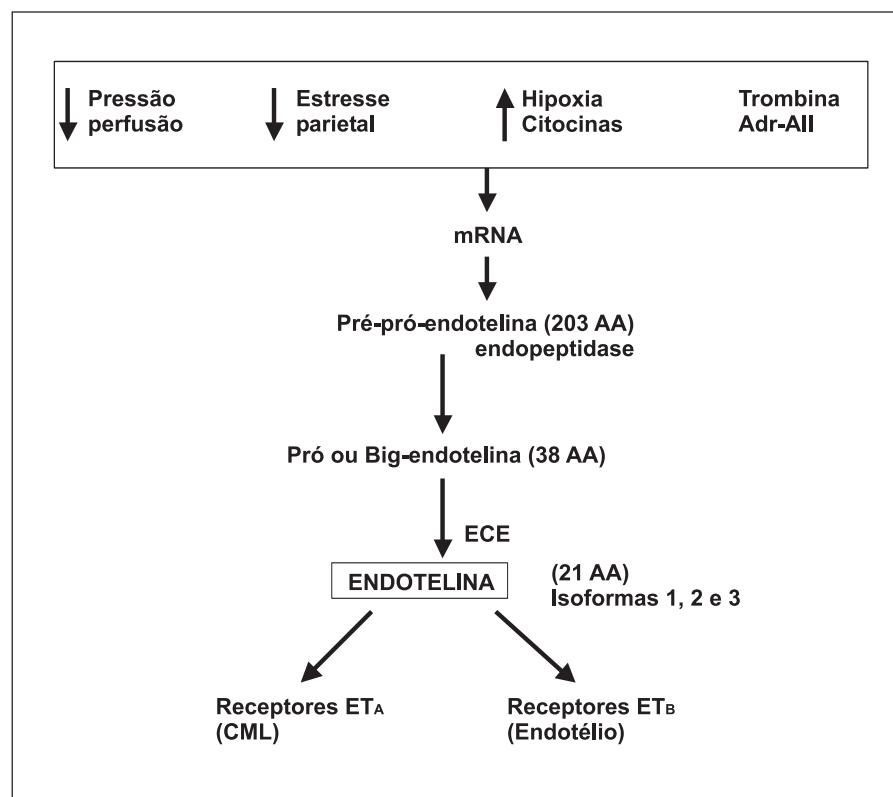 Pressão
perfusão
Estresse
parietal
Hipoxia
Citocinas
Trombina
Adr-AII
mRNA
Pré-pró-endotelina (203 AA)
endopeptidase
Pró ou Big-endotelina (38 AA)
ECE
ENDOTELINA
(21 AA)
Isoformas 1, 2 e 3
Receptores ETA
(CML)
Receptores ETB
(Endotélio)